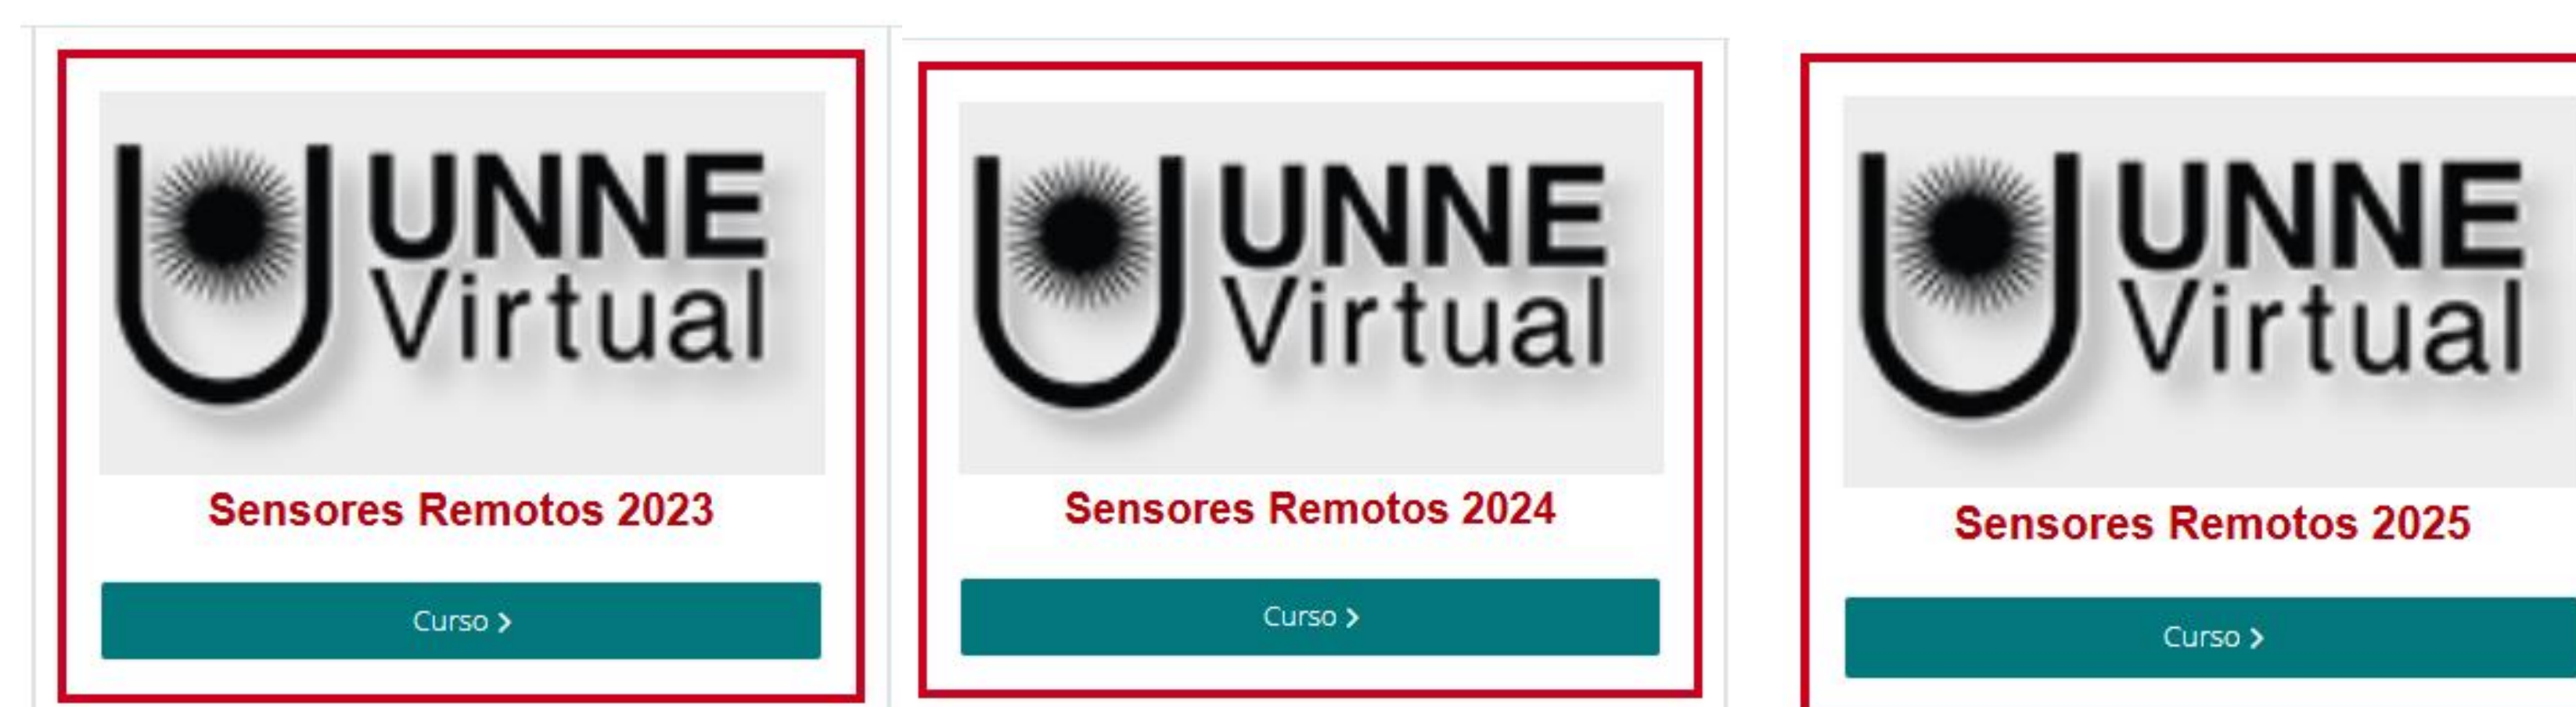 UNNE
Virtual
Sensores Remotos 2023
Curso >
UNNE
Virtual
Sensores Remotos 2024
Curso >
UNNE
Virtual
Sensores Remotos 2025
Curso >